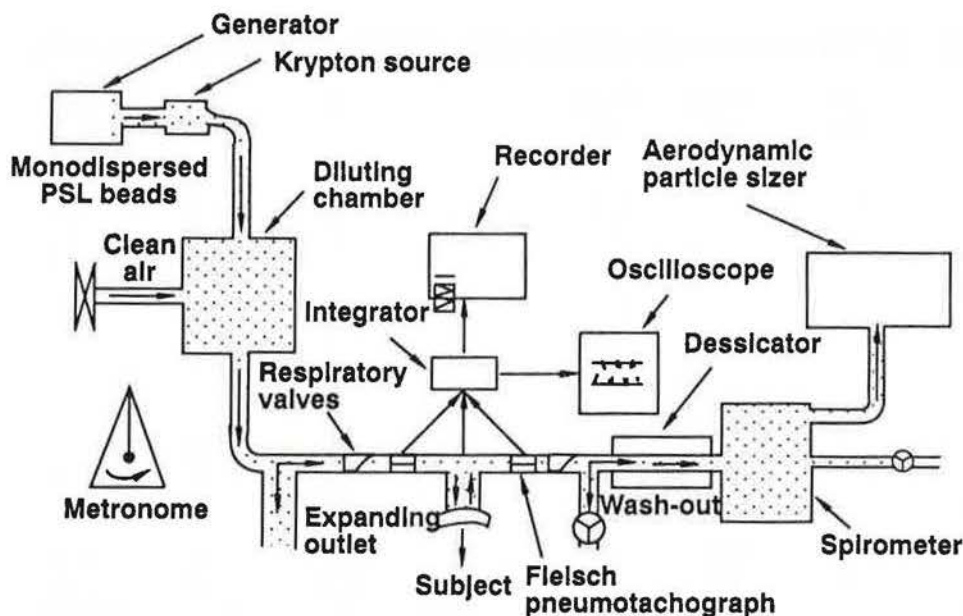 Generator
Krypton source
Monodispersed
PSL beads
Diluting
chamber
Recorder
Aerodynamic
particle sizer
Clean
air
Integrator
Oscilloscope
Dessicator
Respiratory
valves
Metronome
Expanding
outlet
Wash-out
Subject
Fleisch
pneumotachograph
Spirometer